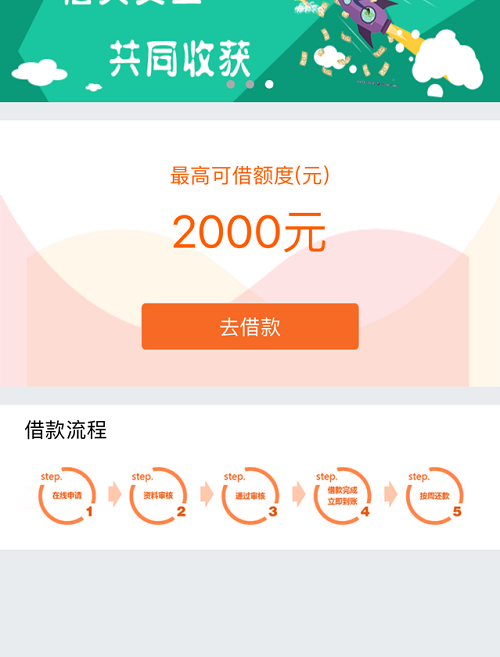 共同收获
最高可借额度(元)
2000元
去借款
借款流程
step.
在线申请
1
step.
资料审核
2
step.
通过审核
3
step.
借款完成
立即到账
4
step.
按周还款
5